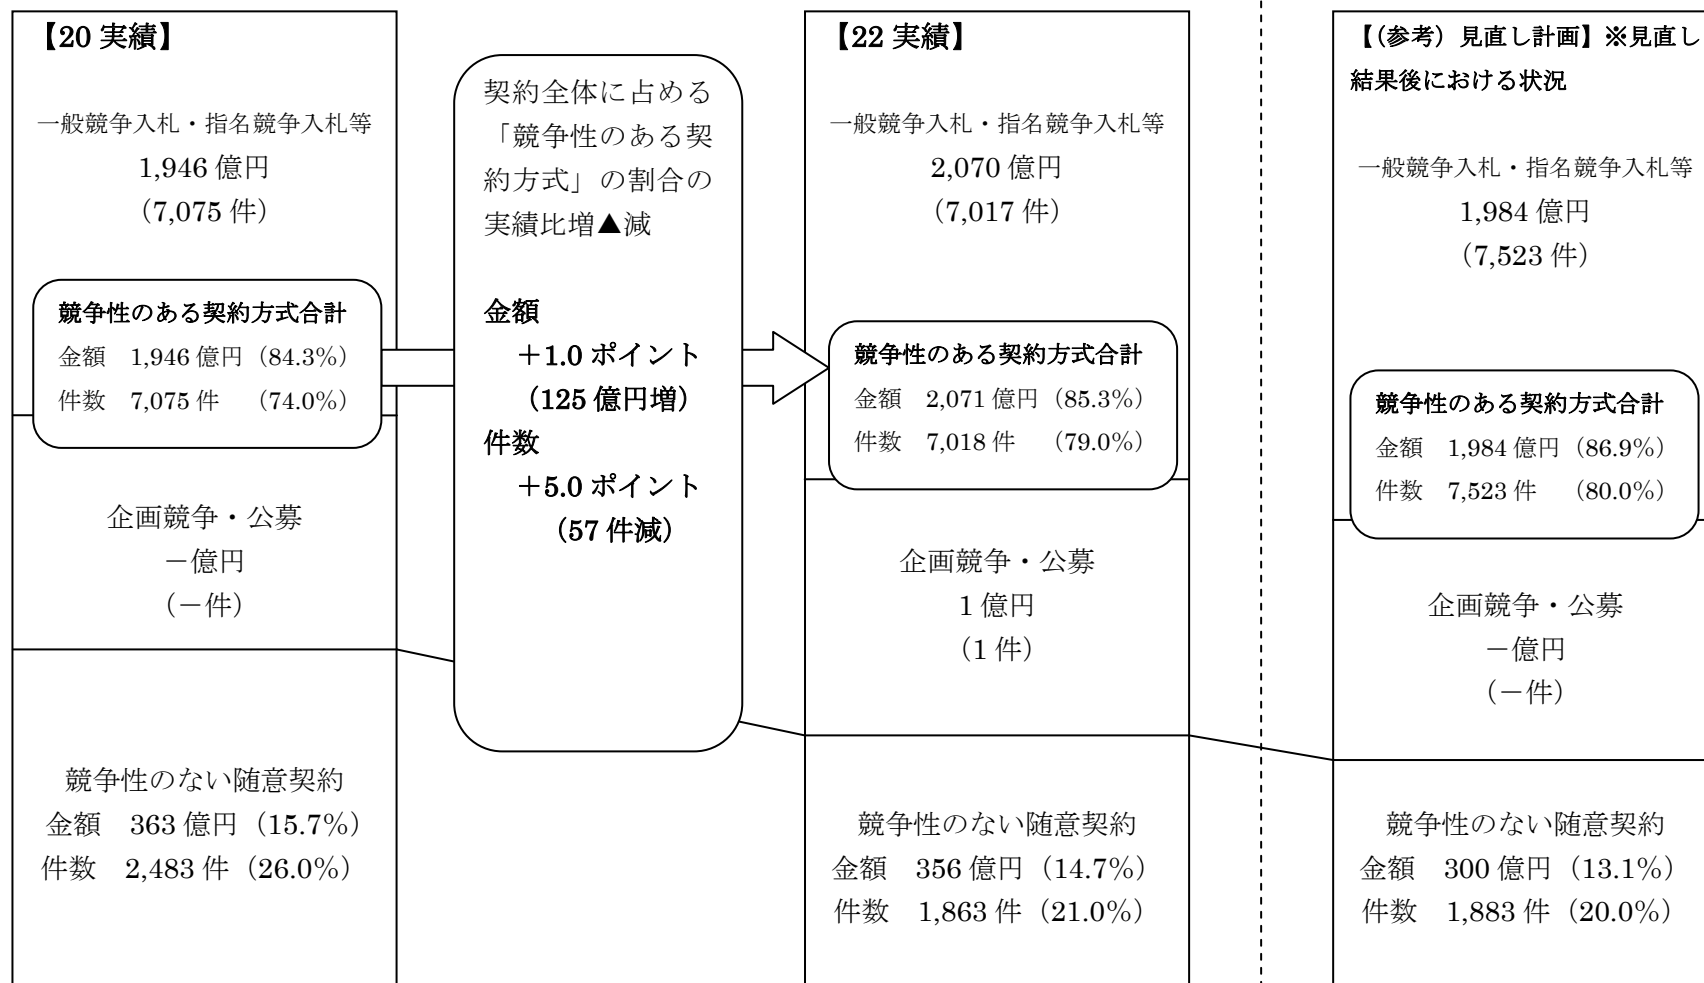 【20 実績】
一般競争入札・指名競争入札等
1,946 億円
（7,075 件）
競争性のある契約方式合計
金額　1,946 億円（84.3%）
件数　7,075 件　（74.0%）
企画競争・公募
－億円
（－件）
競争性のない随意契約
金額　363 億円（15.7%）
件数　2,483 件（26.0%）
契約全体に占める
「競争性のある契
約方式」の割合の
実績比増▲減
金額
＋1.0 ポイント
（125 億円増）
件数
＋5.0 ポイント
（57 件減）
【22 実績】
一般競争入札・指名競争入札等
2,070 億円
（7,017 件）
競争性のある契約方式合計
金額　2,071 億円（85.3%）
件数　7,018 件　（79.0%）
企画競争・公募
1 億円
（1 件）
競争性のない随意契約
金額　356 億円（14.7%）
件数　1,863 件（21.0%）
【(参考）見直し計画】※見直し
結果後における状況
一般競争入札・指名競争入札等
1,984 億円
（7,523 件）
競争性のある契約方式合計
金額　1,984 億円（86.9%）
件数　7,523 件　（80.0%）
企画競争・公募
－億円
（－件）
競争性のない随意契約
金額　300 億円（13.1%）
件数　1,883 件（20.0%）